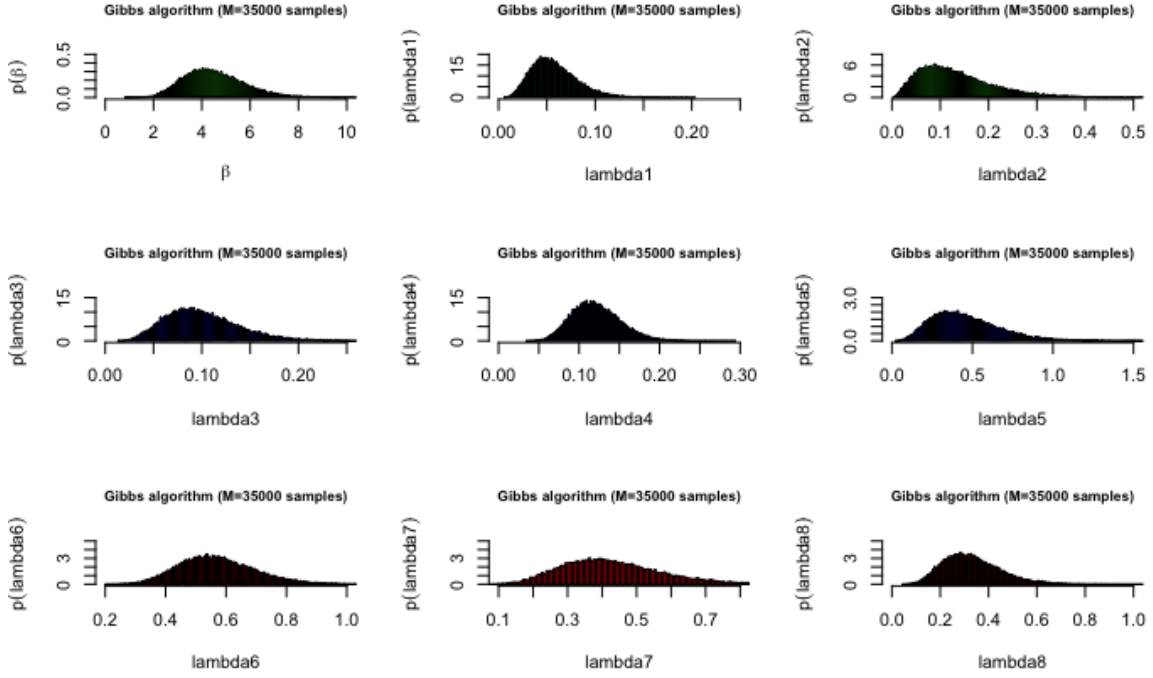 Gibbs algorithm (M=35000 samples)
p(β)
0.0 0.5
0 2 4 6 8 10
β
Gibbs algorithm (M=35000 samples)
p(lambda1)
0 15
0.00 0.10 0.20
lambda1
Gibbs algorithm (M=35000 samples)
p(lambda2)
0 6
0.0 0.1 0.2 0.3 0.4 0.5
lambda2
Gibbs algorithm (M=35000 samples)
p(lambda3)
0 15
0.00 0.10 0.20
lambda3
Gibbs algorithm (M=35000 samples)
p(lambda4)
0 15
0.00 0.10 0.20 0.30
lambda4
Gibbs algorithm (M=35000 samples)
p(lambda5)
0.0 3.0
0.0 0.5 1.0 1.5
lambda5
Gibbs algorithm (M=35000 samples)
p(lambda6)
0 3
0.2 0.4 0.6 0.8 1.0
lambda6
Gibbs algorithm (M=35000 samples)
p(lambda7)
0 3
0.1 0.3 0.5 0.7
lambda7
Gibbs algorithm (M=35000 samples)
p(lambda8)
0 3
0.0 0.2 0.4 0.6 0.8 1.0
lambda8